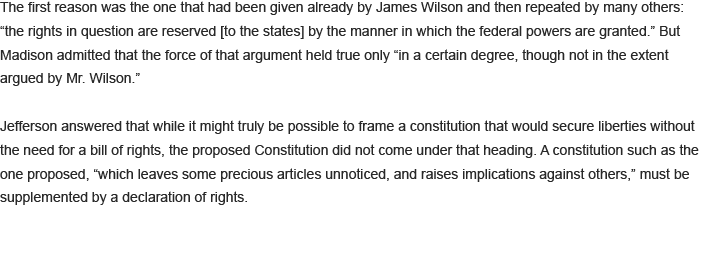 The first reason was the one that had been given already by James Wilson and then repeated by many others:
“the rights in question are reserved [to the states] by the manner in which the federal powers are granted.” But
Madison admitted that the force of that argument held true only “in a certain degree, though not in the extent
argued by Mr. Wilson.”
Jefferson answered that while it might truly be possible to frame a constitution that would secure liberties without
the need for a bill of rights, the proposed Constitution did not come under that heading. A constitution such as the
one proposed, “which leaves some precious articles unnoticed, and raises implications against others,” must be
supplemented by a declaration of rights.